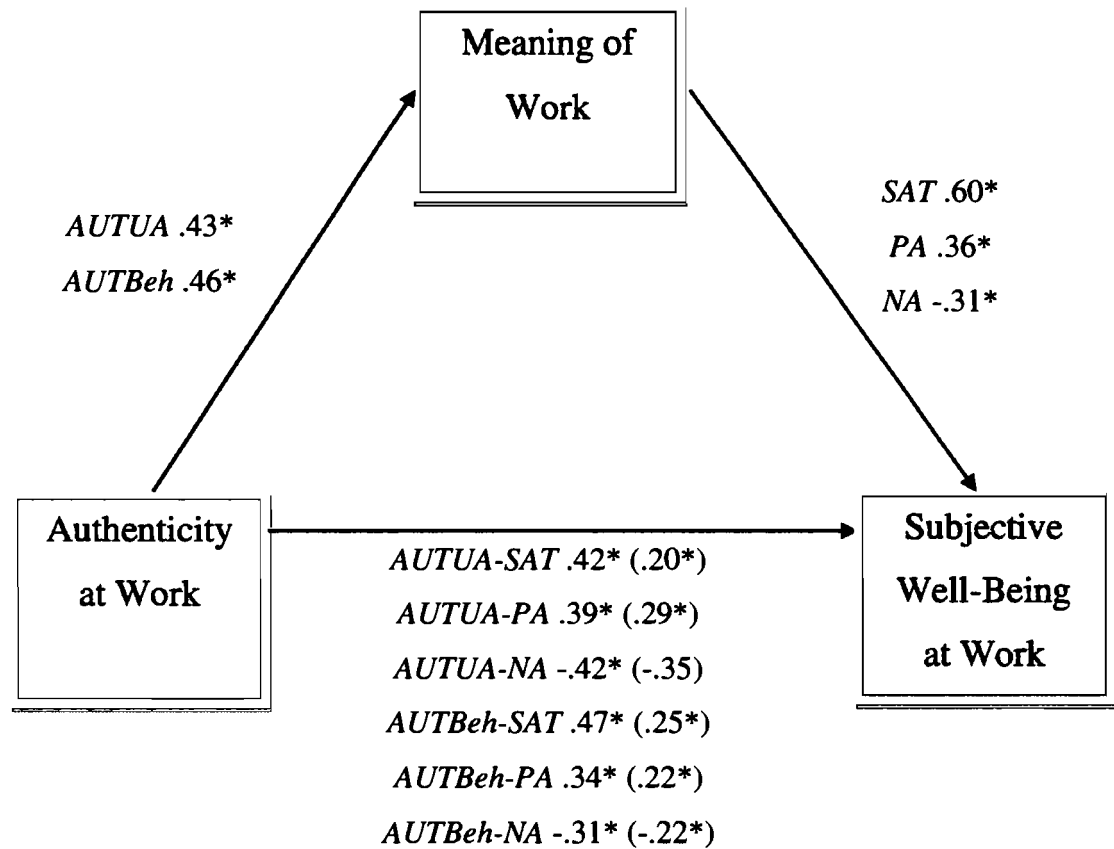 Meaning of
Work
AUTUA .43*
AUTBeh .46*
SAT .60*
PA .36*
NA -.31*
Authenticity
at Work
Subjective
Well-Being
at Work
AUTUA-SAT .42* (.20*)
AUTUA-PA .39* (.29*)
AUTUA-NA -.42* (-.35)
AUTBeh-SAT .47* (.25*)
AUTBeh-PA .34* (.22*)
AUTBeh-NA -.31* (-.22*)